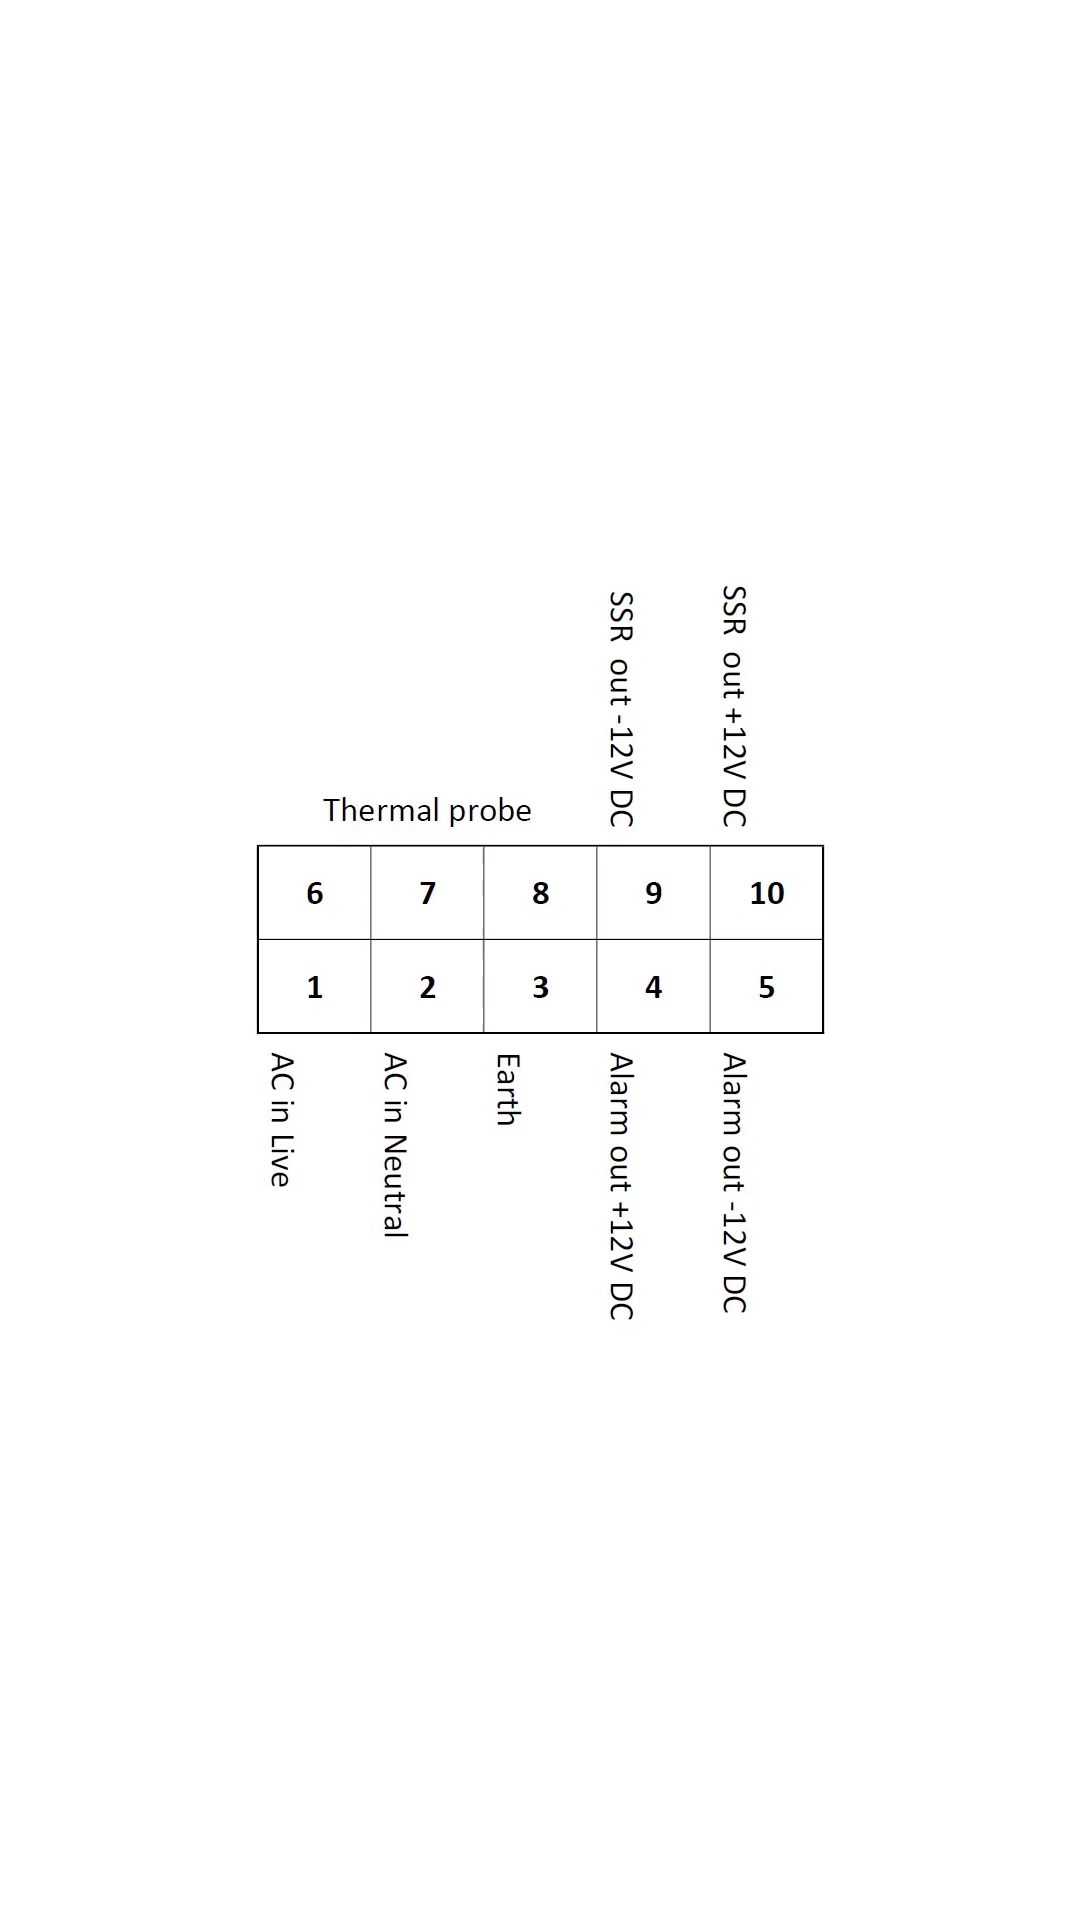 SSR out -12V DC
SSR out +12V DC
Thermal probe
6 7 8 9 10
1 2 3 4 5
AC in Live
AC in Neutral
Earth
Alarm out +12V DC
Alarm out -12V DC